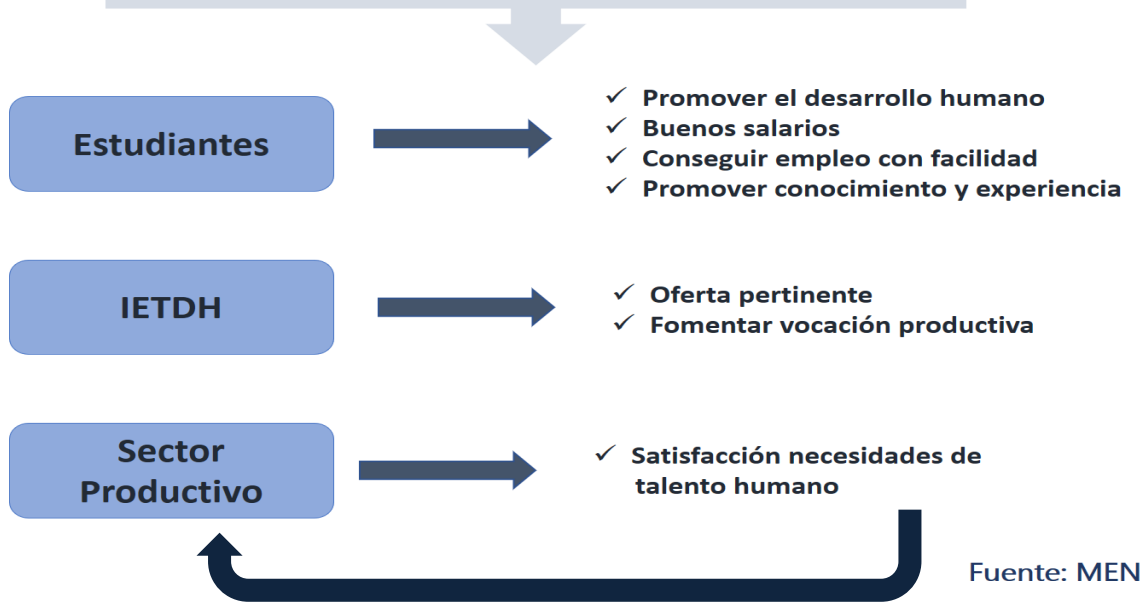 Estudiantes
✓ Promover el desarrollo humano
✓ Buenos salarios
✓ Conseguir empleo con facilidad
✓ Promover conocimiento y experiencia
IETDH
✓ Oferta pertinente
✓ Fomentar vocación productiva
Sector
Productivo
✓ Satisfacción necesidades de
talento humano
Fuente: MEN